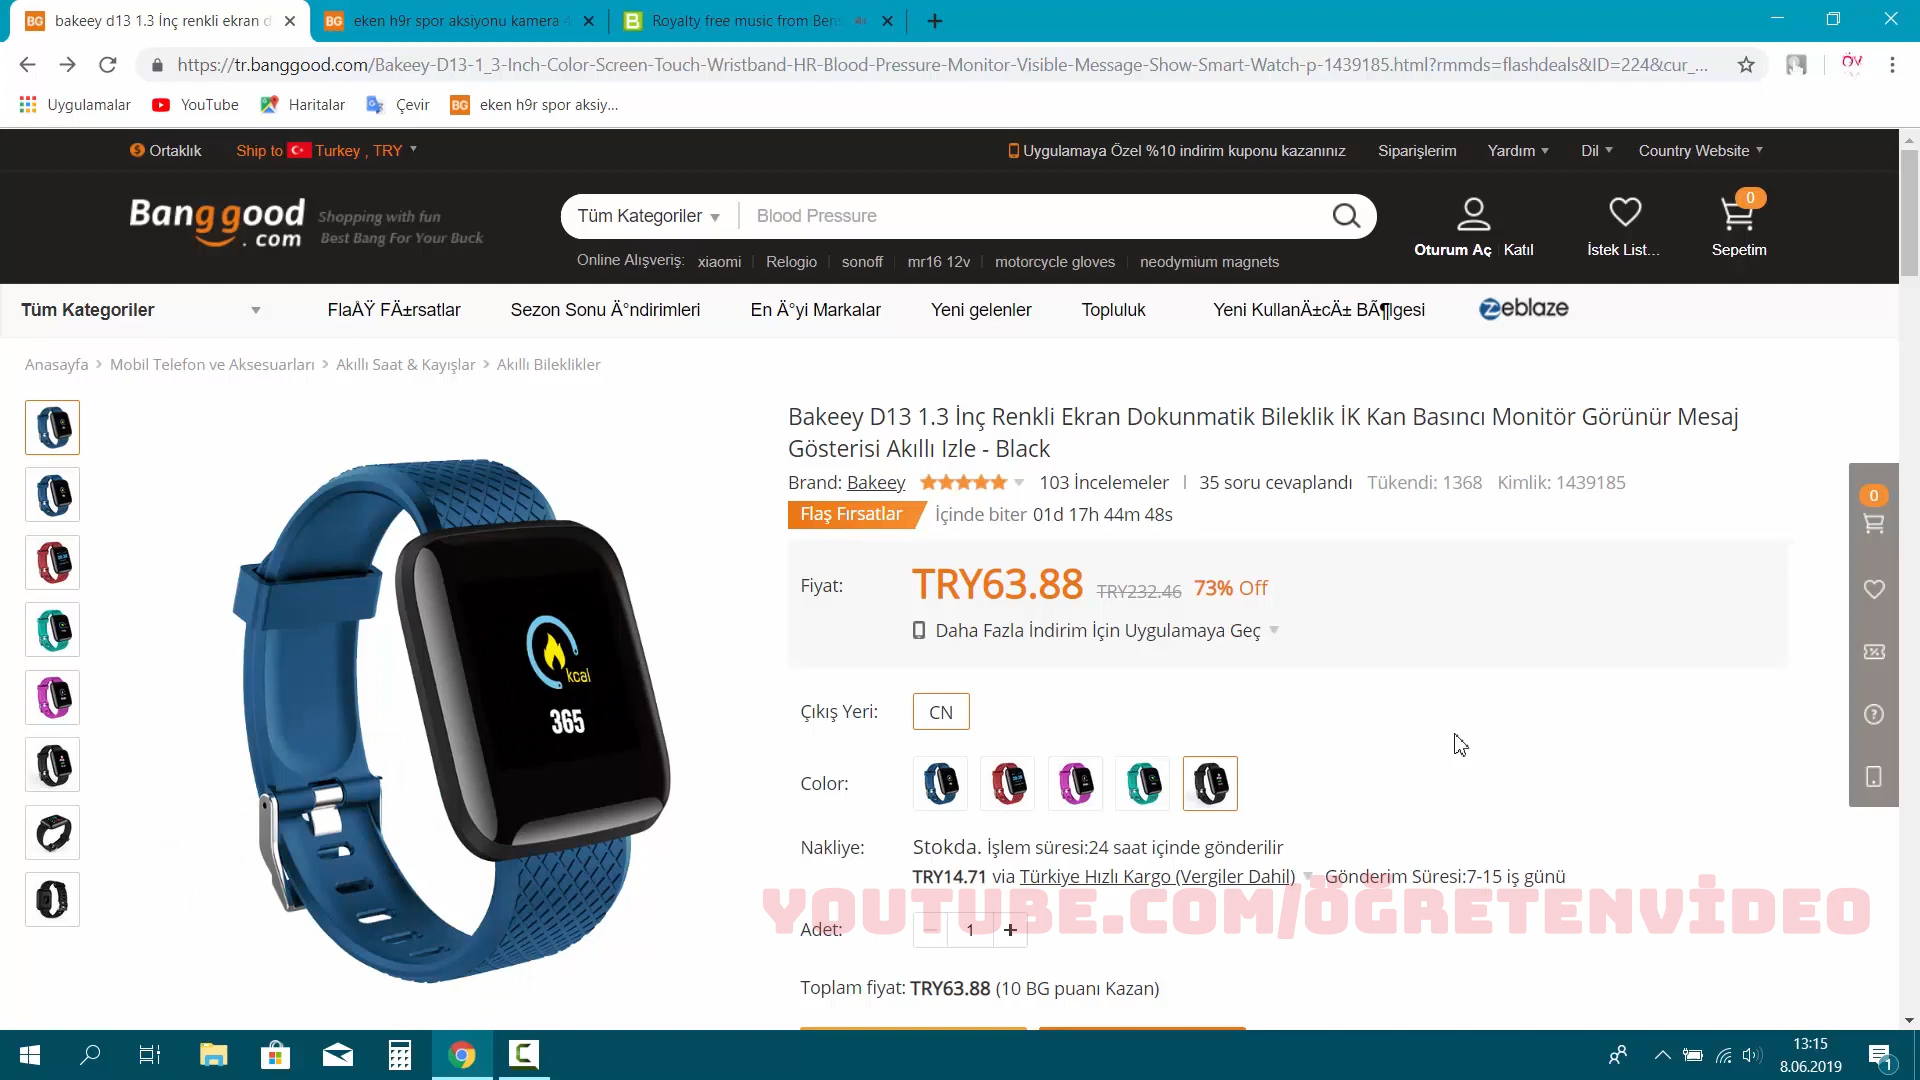 bakeey d13 1.3 İnç renkli ekran d
eken h9r spor aksiyonu kamera 4
Royalty free music from Bens
https://tr.banggood.com/Bakeey-D13-1_3-Inch-Color-Screen-Touch-Wristband-HR-Blood-Pressure-Monitor-Visible-Message-Show-Smart-Watch-p-1439185.html?rmmds=flashdeals&ID=224&cur_...
Uygulamalar YouTube Haritalar Çevir eken h9r spor aksiy...
Ortaklık Ship to Turkey , TRY Uygulamaya Özel %10 indirim kuponu kazanınız Siparişlerim Yardım Dil Country Website
Banggood.com
Shopping with fun
Best Bang For Your Buck
Tüm Kategoriler Blood Pressure
0
Oturum Aç Katıl İstek List... Sepetim
Online Alışveriş: xiaomi Relogio sonoff mr16 12v motorcycle gloves neodymium magnets
Tüm Kategoriler FlaÅŸ FÄ±rsatlar Sezon Sonu Ä°ndirimleri En Ä°yi Markalar Yeni gelenler Topluluk Yeni KullanÄ±cÄ± BÃ¶lgesi Zeblaze
Anasayfa > Mobil Telefon ve Aksesuarları > Akıllı Saat & Kayışlar > Akıllı Bileklikler
Bakeey D13 1.3 İnç Renkli Ekran Dokunmatik Bileklik İK Kan Basıncı Monitör Görünür Mesaj
Gösterisi Akıllı Izle - Black
Brand: Bakeey 103 İncelemeler | 35 soru cevaplandı Tükendi: 1368 Kimlik: 1439185
Flaş Fırsatlar İçinde biter 01d 17h 44m 48s
0
Fiyat: TRY63.88 TRY232.46 73% Off
Daha Fazla İndirim İçin Uygulamaya Geç
kcal
365
Çıkış Yeri: CN
Color:
Nakliye: Stokda. İşlem süresi:24 saat içinde gönderilir
TRY14.71 via Türkiye Hızlı Kargo (Vergiler Dahil) Gönderim Süresi:7-15 iş günü
YOUTUBE.COM/ÖĞRETENVİDEO
Adet: − 1 +
Toplam fiyat: TRY63.88 (10 BG puanı Kazan)
13:15
8.06.2019
1